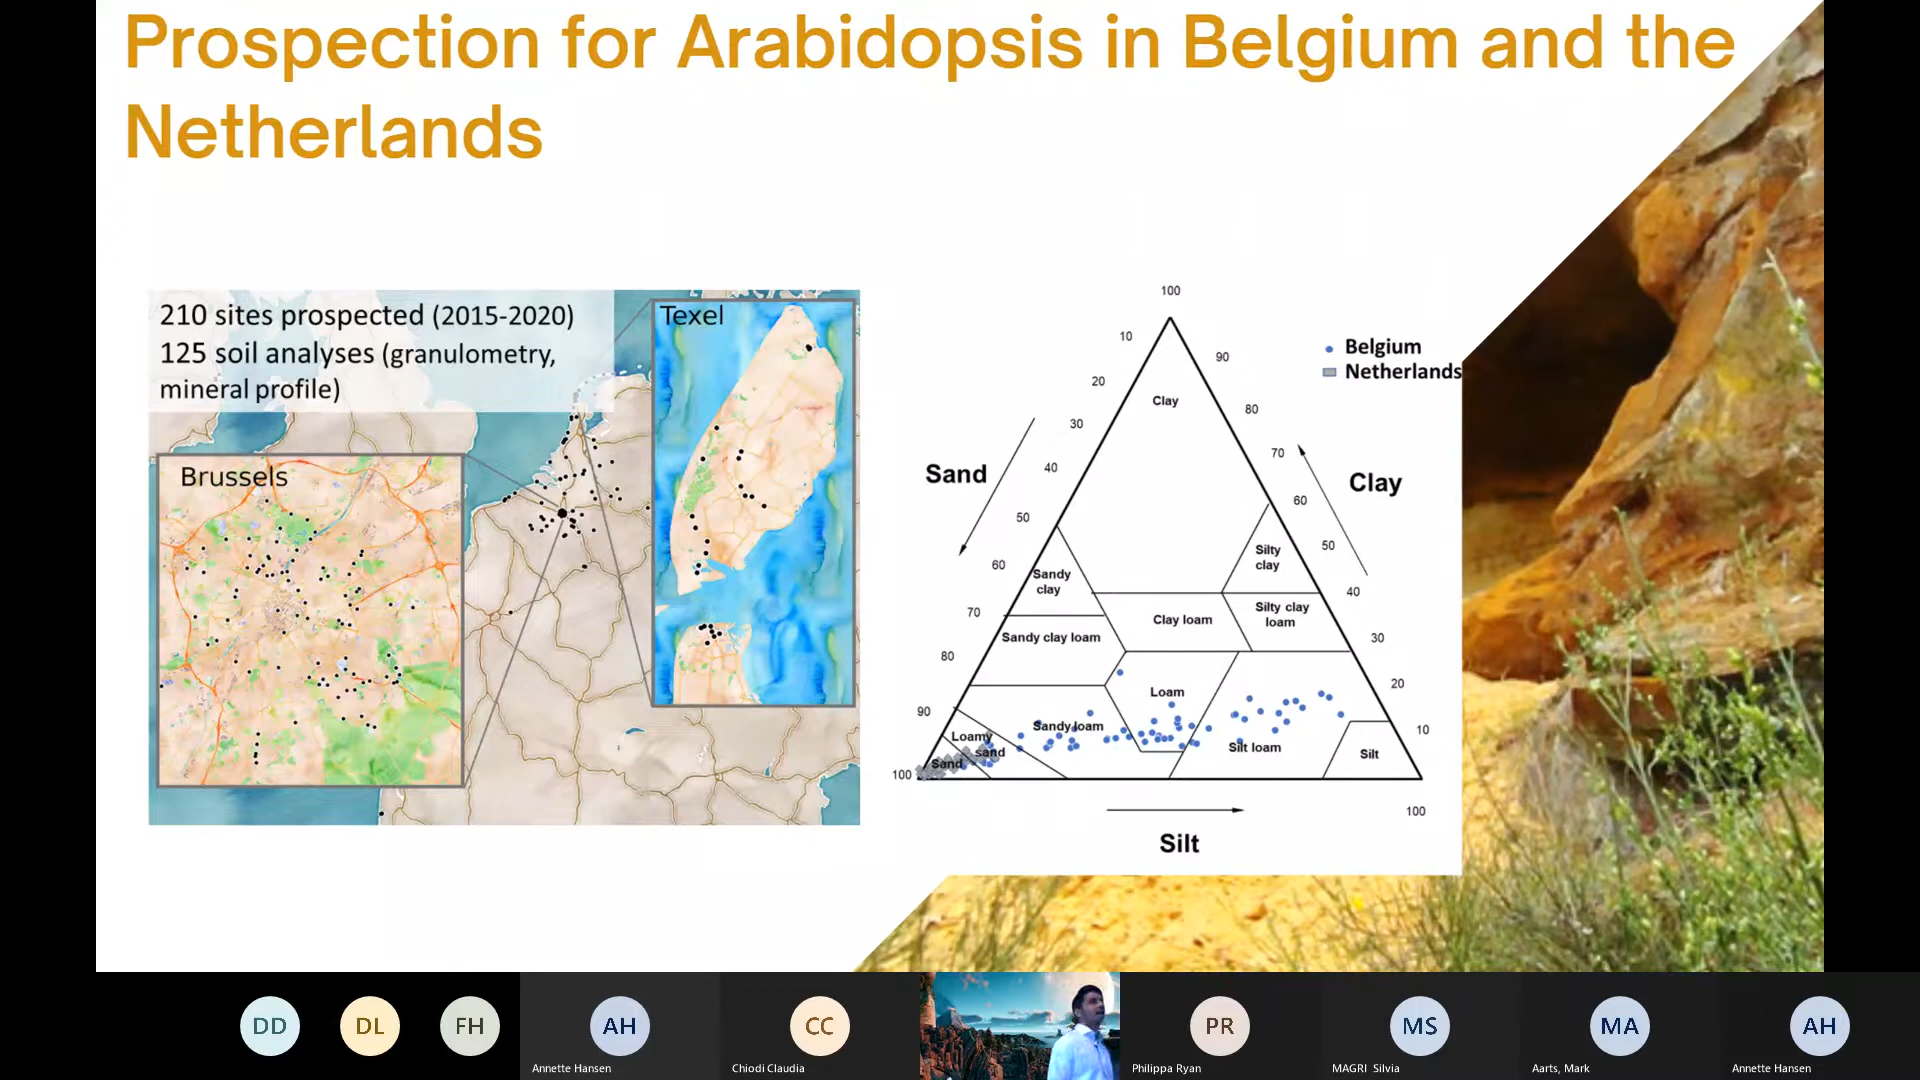 Prospection for Arabidopsis in Belgium and the
Netherlands
210 sites prospected (2015-2020)
125 soil analyses (granulometry,
mineral profile)
Texel
Brussels
100
10
90
20
80
30
70
40
60
50
50
60
40
70
30
80
20
90
10
100
100
Belgium
Netherlands
Sand
Clay
Silt
Clay
Silty
clay
Sandy
clay
Silty clay
loam
Clay loam
Sandy clay loam
Loam
Sandy loam
Loamy
sand
Sand
Silt loam
Silt
DD
DL
FH
AH
CC
PR
MS
MA
AH
Annette Hansen
Chiodi Claudia
Philippa Ryan
MAGRI Silvia
Aarts, Mark
Annette Hansen